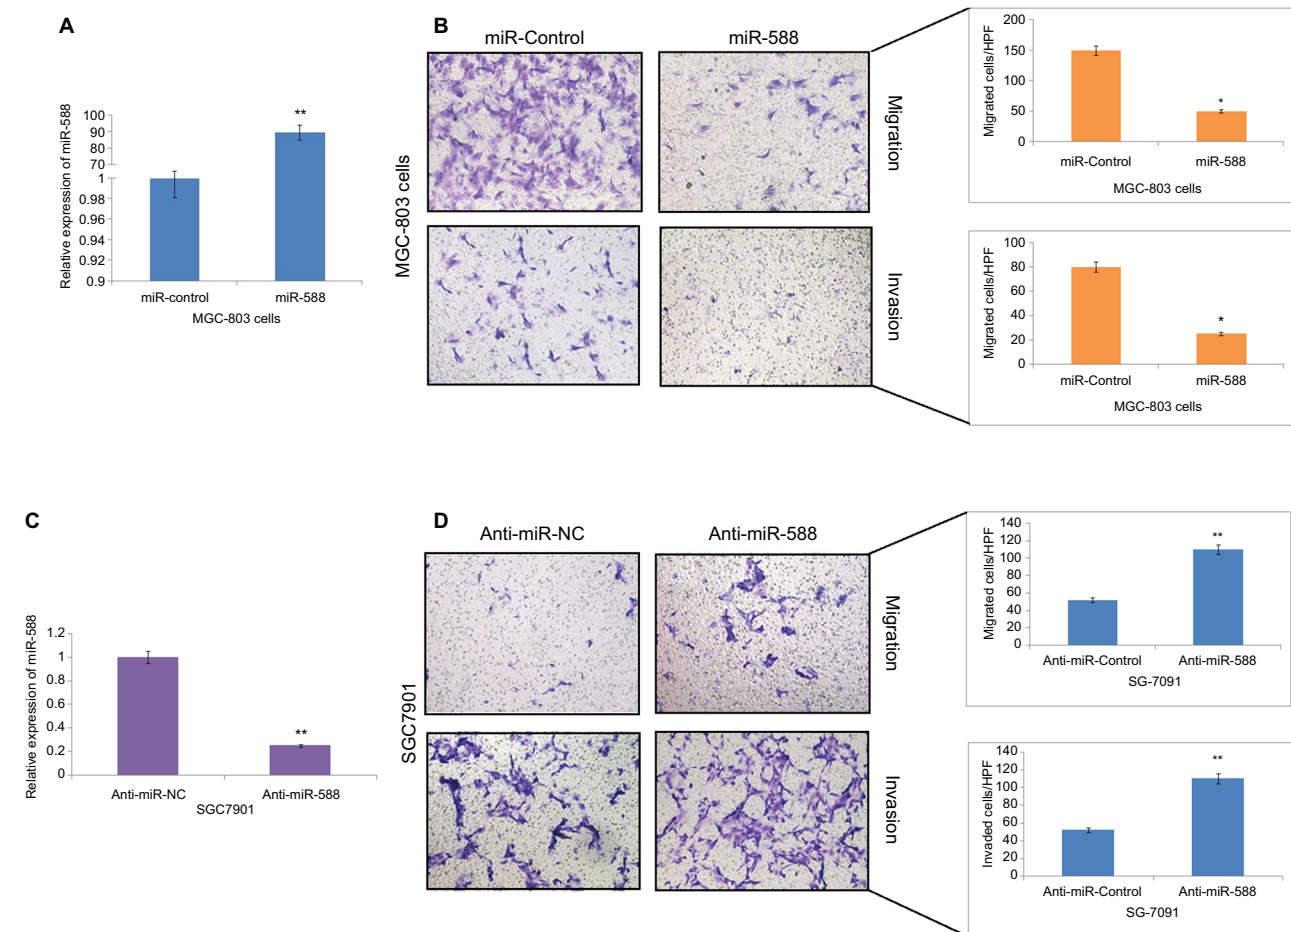 A
Relative expression of miR-588
100
90
80
70
1
0.98
0.96
0.94
0.92
0.9
**
miR-control
miR-588
MGC-803 cells
B
miR-Control
miR-588
MGC-803 cells
Migration
Invasion
Migrated cells/HPF
200
150
100
50
0
*
miR-Control
miR-588
MGC-803 cells
Migrated cells/HPF
100
80
60
40
20
0
*
miR-Control
miR-588
MGC-803 cells
C
Relative expression of miR-588
1.2
1
0.8
0.6
0.4
0.2
0
**
Anti-miR-NC
Anti-miR-588
SGC7901
D
Anti-miR-NC
Anti-miR-588
SGC7901
Migration
Invasion
Migrated cells/HPF
140
120
100
80
60
40
20
0
**
Anti-miR-Control
Anti-miR-588
SG-7091
Invaded cells/HPF
140
120
100
80
60
40
20
0
**
Anti-miR-Control
Anti-miR-588
SG-7091